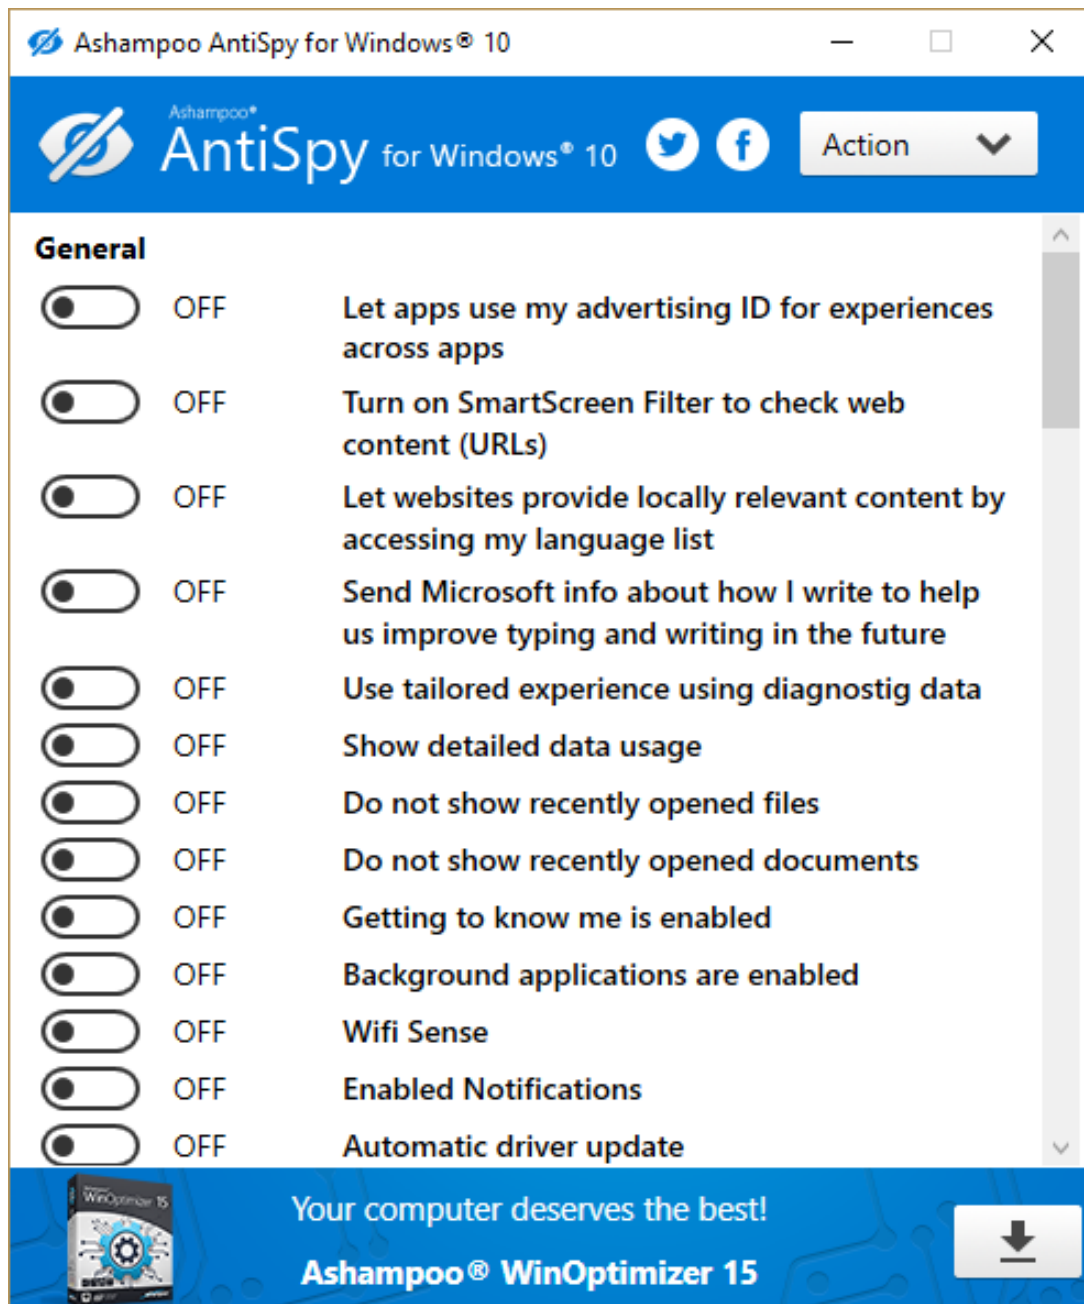 Ashampoo AntiSpy for Windows® 10
Ashampoo®
AntiSpy for Windows® 10
Action
General
OFF Let apps use my advertising ID for experiences
across apps
OFF Turn on SmartScreen Filter to check web
content (URLs)
OFF Let websites provide locally relevant content by
accessing my language list
OFF Send Microsoft info about how I write to help
us improve typing and writing in the future
OFF Use tailored experience using diagnostig data
OFF Show detailed data usage
OFF Do not show recently opened files
OFF Do not show recently opened documents
OFF Getting to know me is enabled
OFF Background applications are enabled
OFF Wifi Sense
OFF Enabled Notifications
OFF Automatic driver update
WinOptimizer 15
Your computer deserves the best!
Ashampoo® WinOptimizer 15